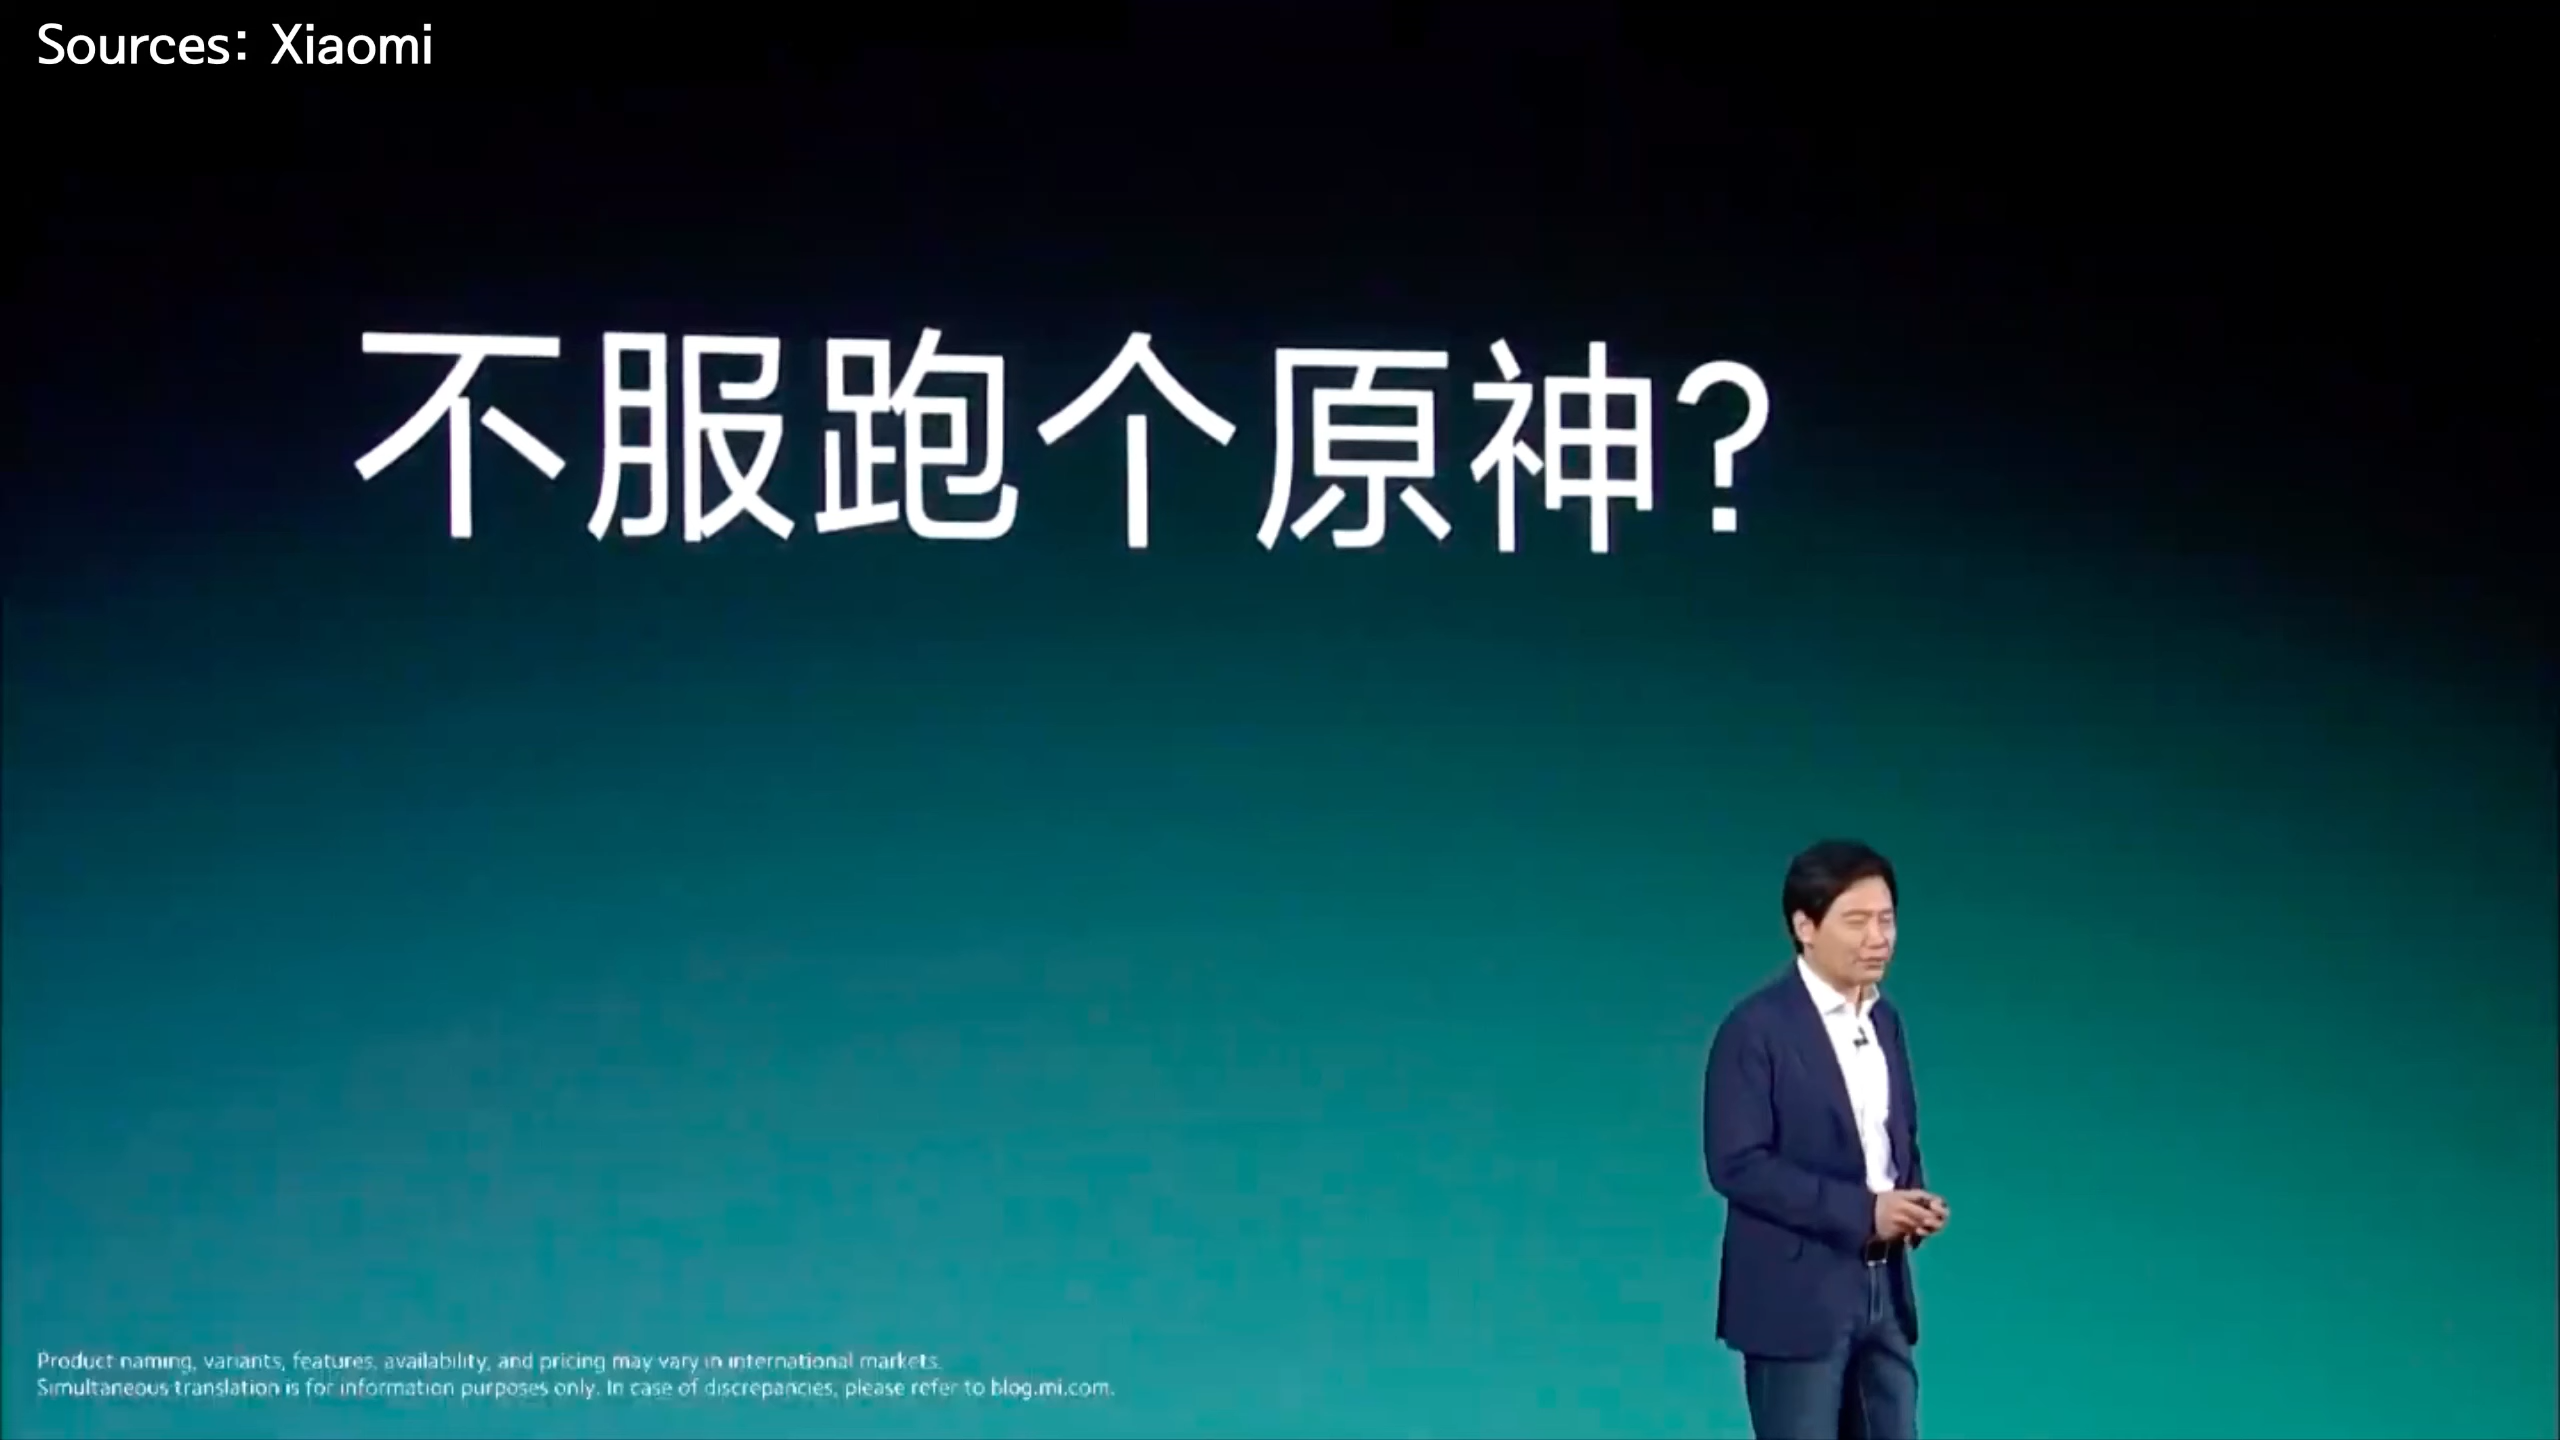 Sources: Xiaomi
不服跑个原神?
Product naming, variants, features, availability, and pricing may vary in international markets.
Simultaneous translation is for information purposes only. In case of discrepancies, please refer to blog.mi.com.